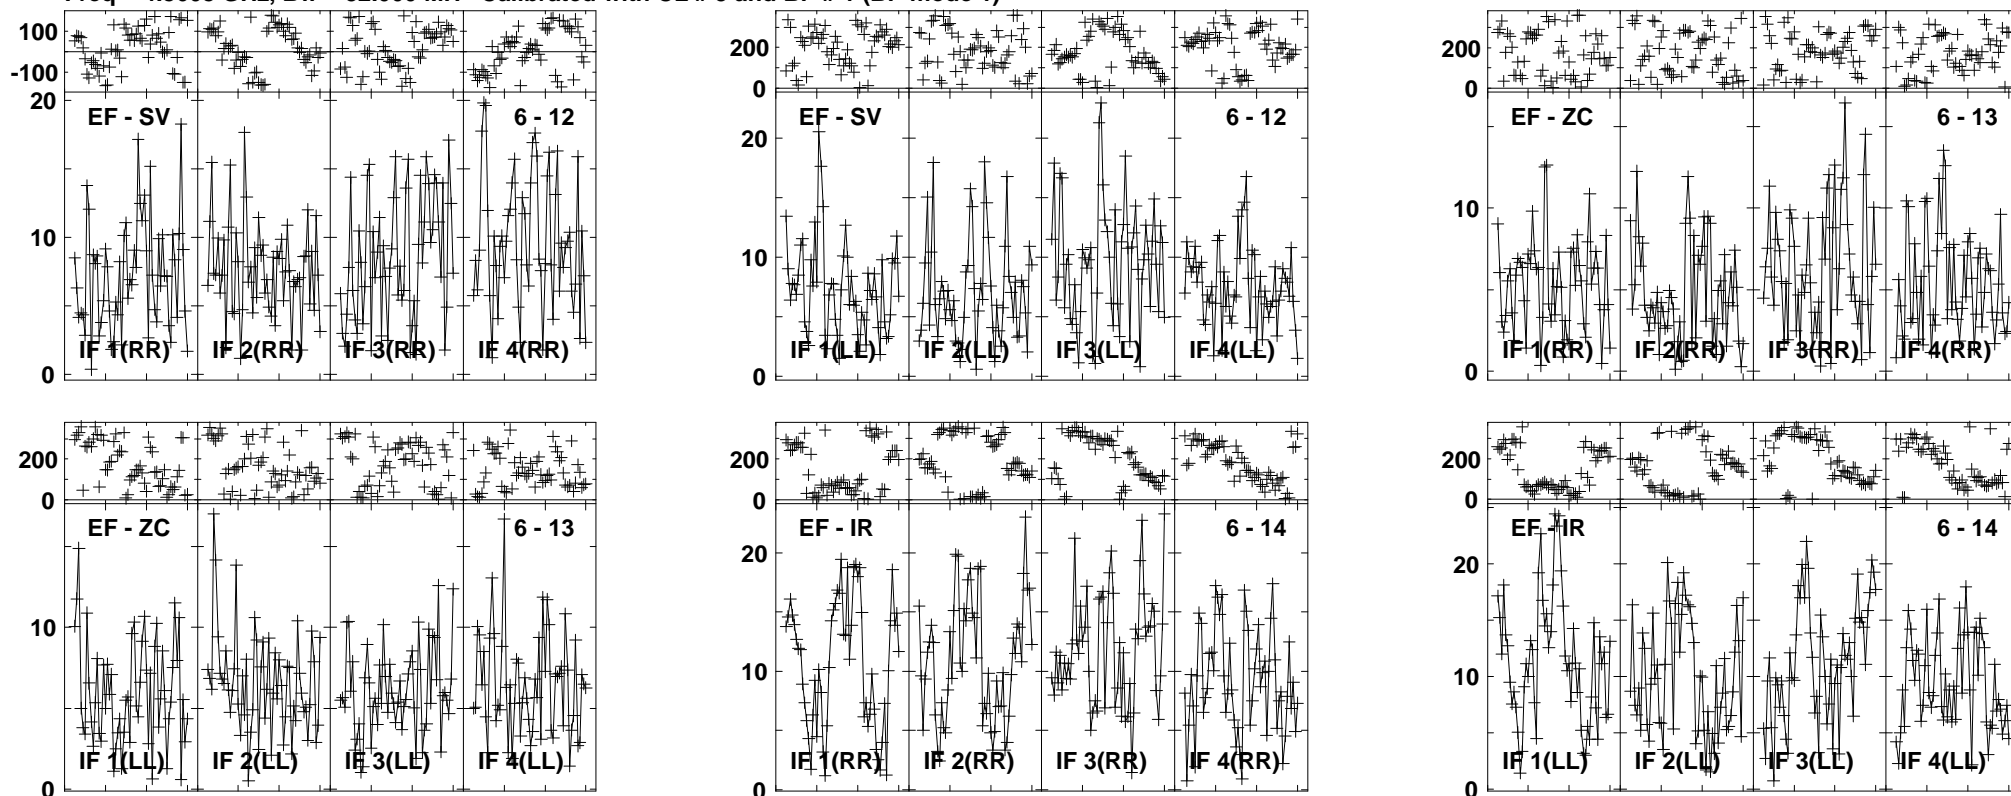 100
-100
20
10
0
EF - SV
6 - 12
IF 1(RR)
IF 2(RR)
IF 3(RR)
IF 4(RR)
200
0
20
10
0
EF - SV
6 - 12
IF 1(LL)
IF 2(LL)
IF 3(LL)
IF 4(LL)
200
0
10
0
EF - ZC
6 - 13
IF 1(RR)
IF 2(RR)
IF 3(RR)
IF 4(RR)
200
0
10
0
EF - ZC
6 - 13
IF 1(LL)
IF 2(LL)
IF 3(LL)
IF 4(LL)
200
0
20
10
0
EF - IR
6 - 14
IF 1(RR)
IF 2(RR)
IF 3(RR)
IF 4(RR)
200
0
20
10
0
EF - IR
6 - 14
IF 1(LL)
IF 2(LL)
IF 3(LL)
IF 4(LL)